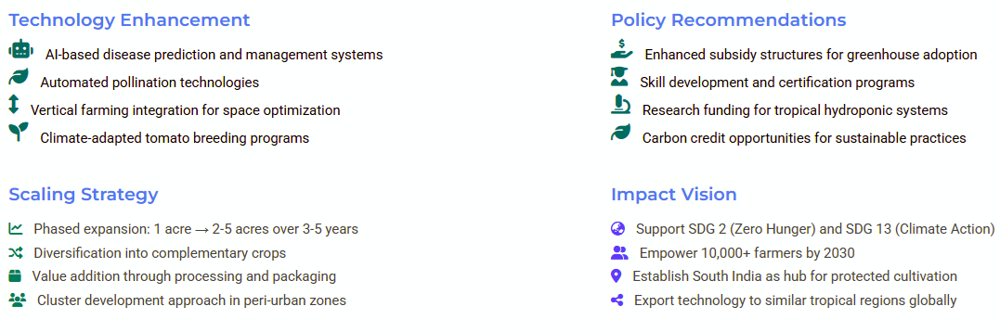 Technology Enhancement
AI-based disease prediction and management systems
Automated pollination technologies
Vertical farming integration for space optimization
Climate-adapted tomato breeding programs
Policy Recommendations
Enhanced subsidy structures for greenhouse adoption
Skill development and certification programs
Research funding for tropical hydroponic systems
Carbon credit opportunities for sustainable practices
Scaling Strategy
Phased expansion: 1 acre → 2-5 acres over 3-5 years
Diversification into complementary crops
Value addition through processing and packaging
Cluster development approach in peri-urban zones
Impact Vision
Support SDG 2 (Zero Hunger) and SDG 13 (Climate Action)
Empower 10,000+ farmers by 2030
Establish South India as hub for protected cultivation
Export technology to similar tropical regions globally